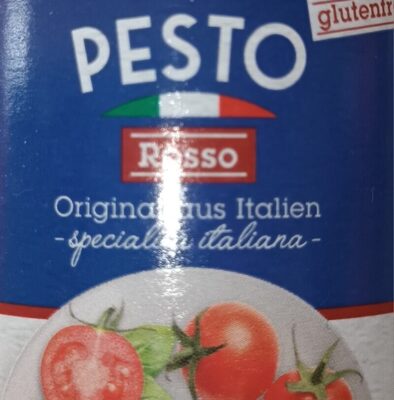 glutenfr
PESTO
Rosso
Original aus Italien
-specialità italiana-